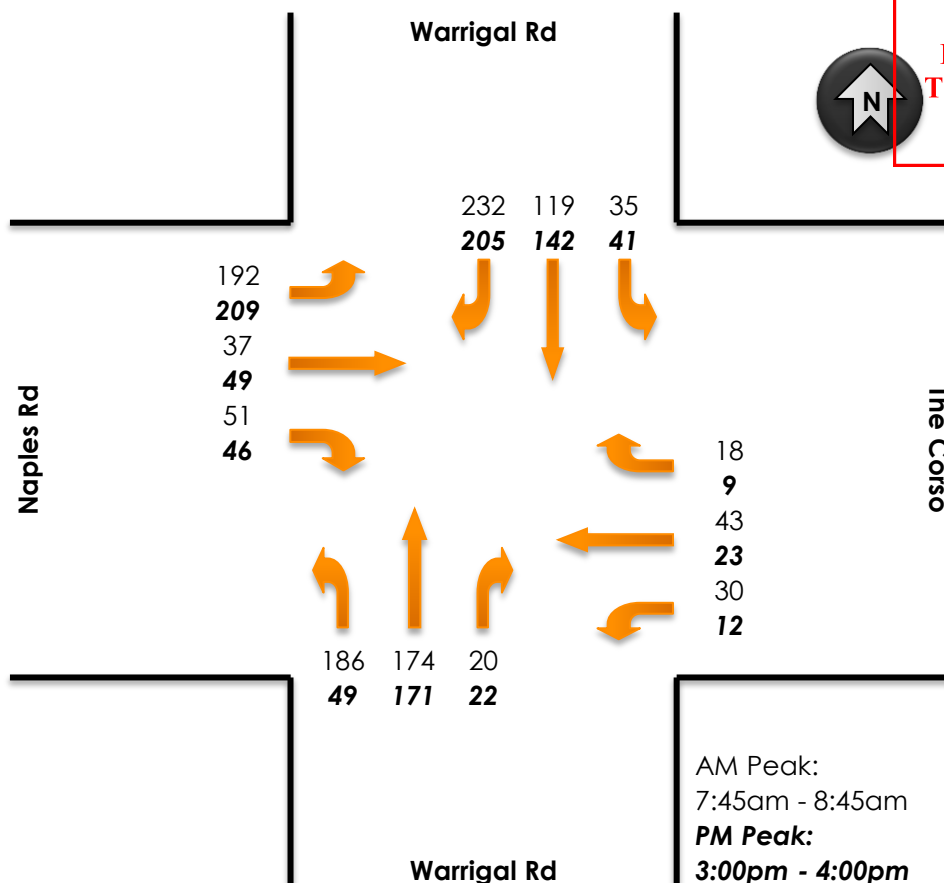 Warrigal Rd
N
232 119 35
205 142 41
192
209
37
49
51
46
Naples Rd
The Corso
18
9
43
23
30
12
186 174 20
49 171 22
AM Peak:
7:45am - 8:45am
PM Peak:
3:00pm - 4:00pm
Warrigal Rd